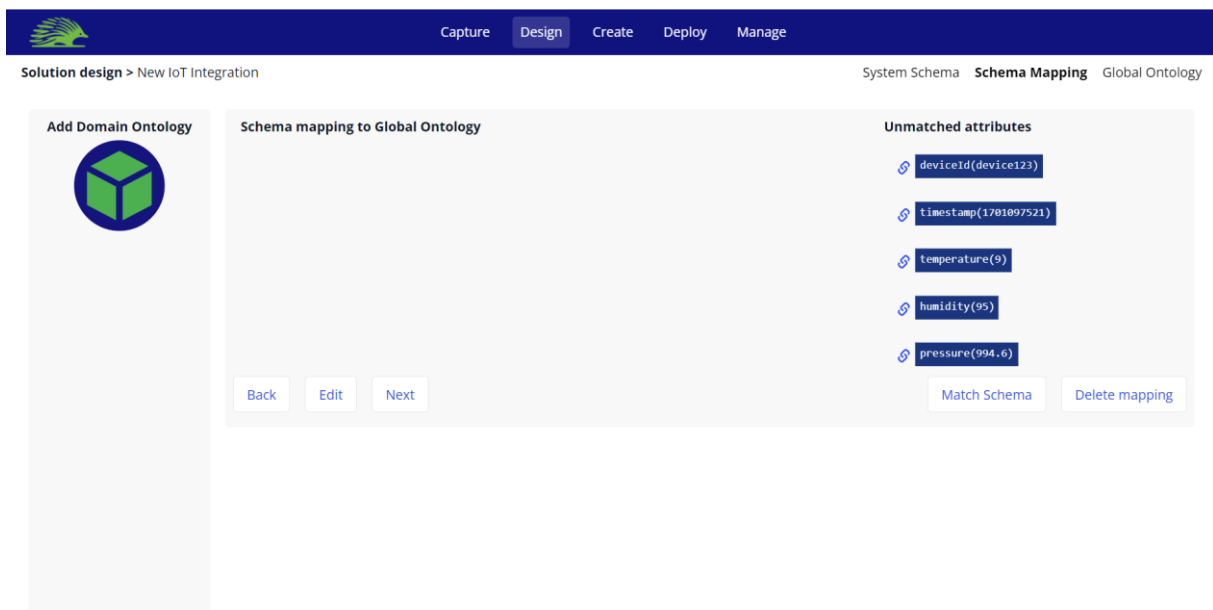 Capture Design Create Deploy Manage
Solution design > New IoT Integration
System Schema Schema Mapping Global Ontology
Add Domain Ontology
Schema mapping to Global Ontology
Unmatched attributes
deviceId(device123)
timestamp(1701097521)
temperature(9)
humidity(95)
pressure(994.6)
Back Edit Next
Match Schema Delete mapping